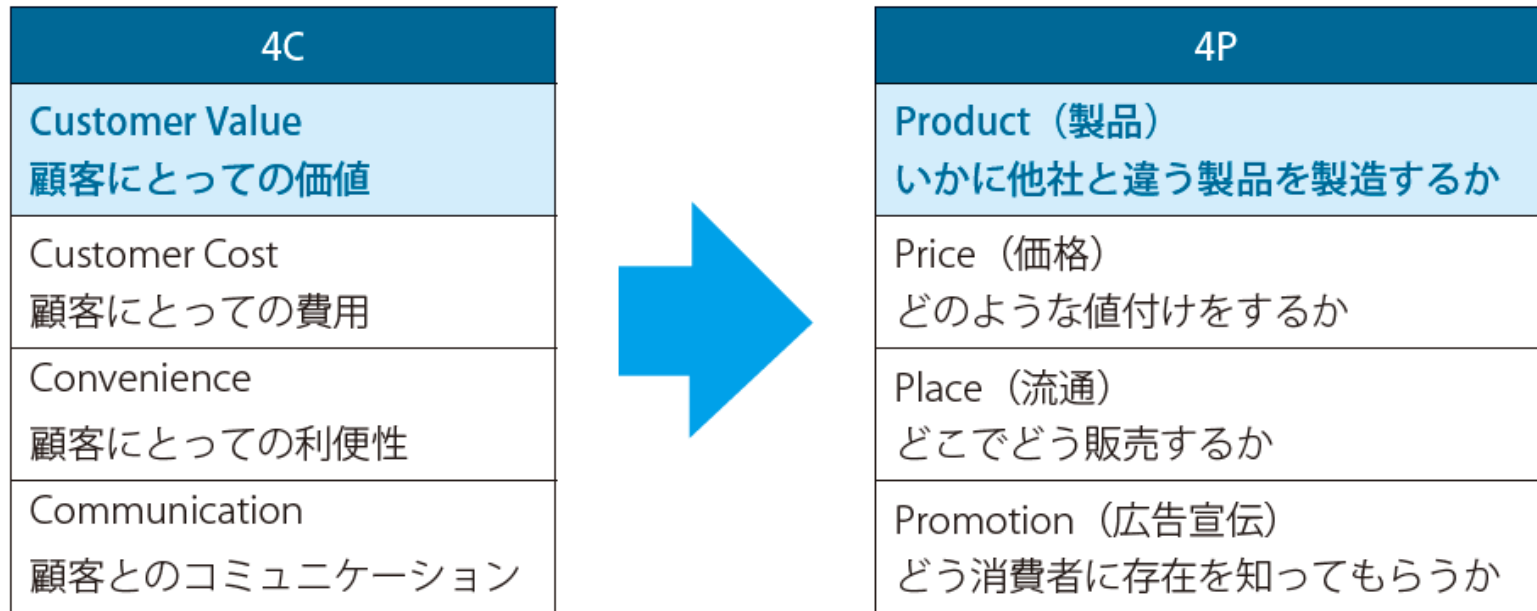 4C
Customer Value
顧客にとっての価値
Customer Cost
顧客にとっての費用
Convenience
顧客にとっての利便性
Communication
顧客とのコミュニケーション
4P
Product（製品）
いかに他社と違う製品を製造するか
Price（価格）
どのような値付けをするか
Place（流通）
どこでどう販売するか
Promotion（広告宣伝）
どう消費者に存在を知ってもらうか